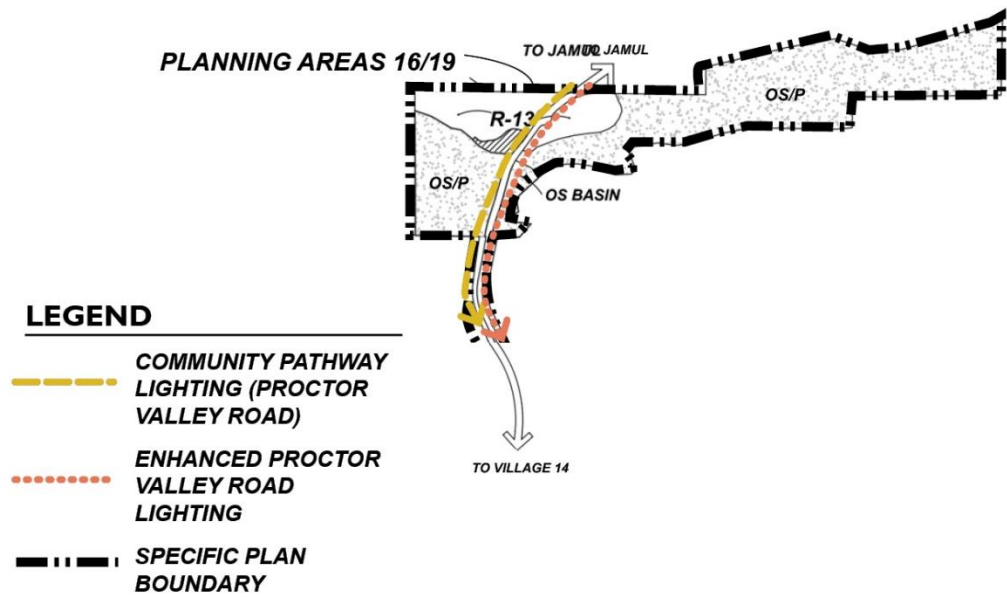 TO JAMUL
TO JAMUL
PLANNING AREAS 16/19
OS/P
R-13
OS/P
OS BASIN
LEGEND
COMMUNITY PATHWAY
LIGHTING (PROCTOR
VALLEY ROAD)
ENHANCED PROCTOR
VALLEY ROAD
LIGHTING
TO VILLAGE 14
SPECIFIC PLAN
BOUNDARY